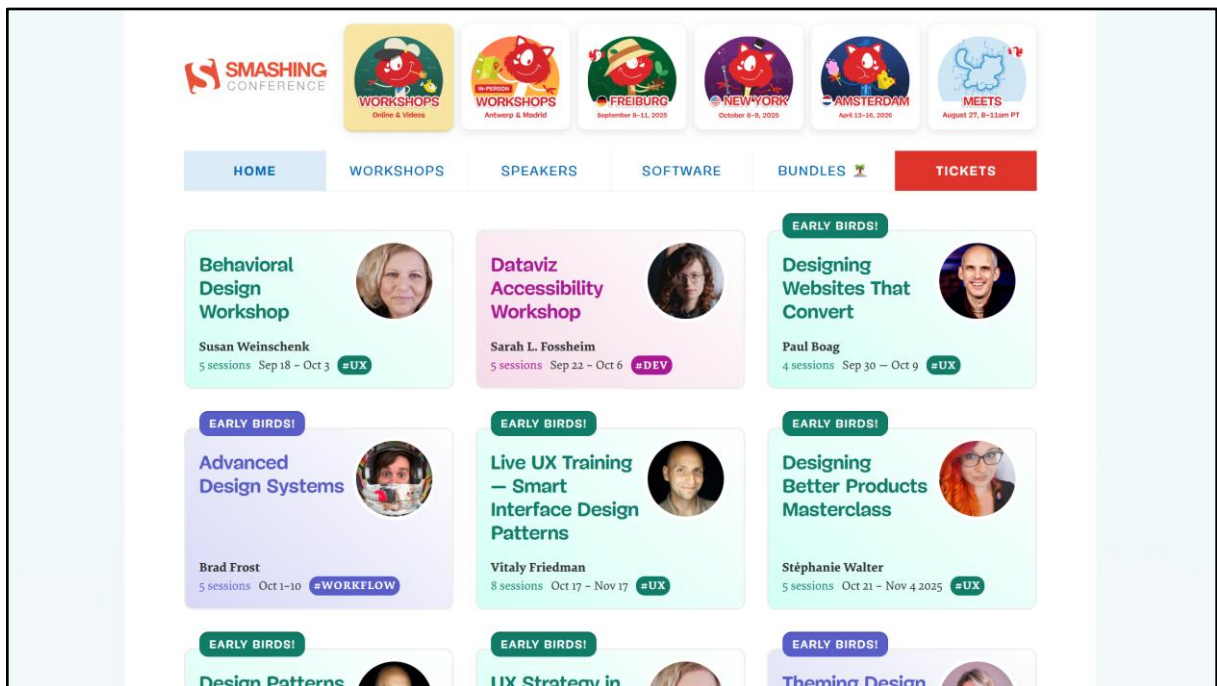 SMASHING
CONFERENCE
WORKSHOPS
Online & Videos
IN-PERSON
WORKSHOPS
Antwerp & Madrid
FREIBURG
September 8–11, 2025
NEW YORK
October 6–9, 2025
AMSTERDAM
April 13–16, 2026
MEETS
August 27, 8–11am PT
HOME
WORKSHOPS
SPEAKERS
SOFTWARE
BUNDLES 🏝️
TICKETS
Behavioral
Design
Workshop
Susan Weinschenk
5 sessions Sep 18 – Oct 3 #UX
Dataviz
Accessibility
Workshop
Sarah L. Fossheim
5 sessions Sep 22 – Oct 6 #DEV
EARLY BIRDS!
Designing
Websites That
Convert
Paul Boag
4 sessions Sep 30 — Oct 9 #UX
EARLY BIRDS!
Advanced
Design Systems
Brad Frost
5 sessions Oct 1–10 #WORKFLOW
EARLY BIRDS!
Live UX Training
— Smart
Interface Design
Patterns
Vitaly Friedman
8 sessions Oct 17 – Nov 17 #UX
EARLY BIRDS!
Designing
Better Products
Masterclass
Stéphanie Walter
5 sessions Oct 21 – Nov 4 2025 #UX
EARLY BIRDS!
Design Patterns
EARLY BIRDS!
UX Strategy in
EARLY BIRDS!
Theming Design